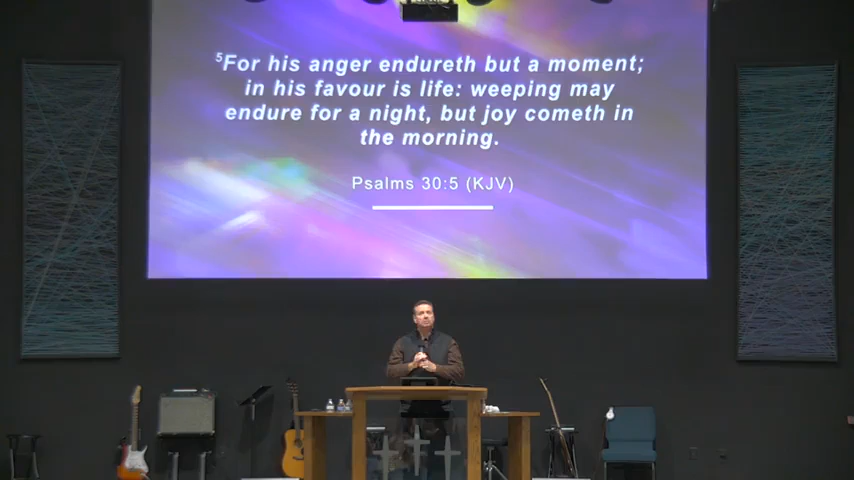 ⁵For his anger endureth but a moment;
in his favour is life: weeping may
endure for a night, but joy cometh in
the morning.
Psalms 30:5 (KJV)